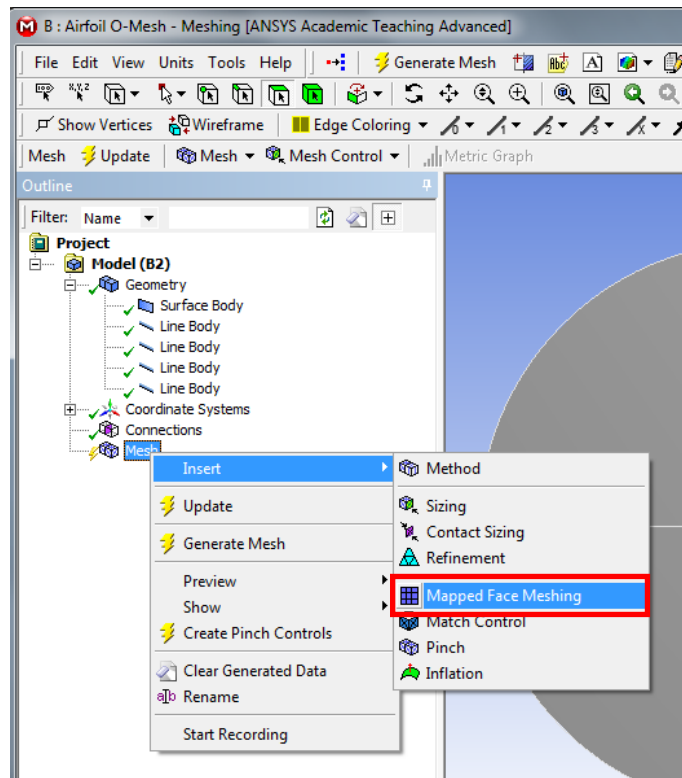 B : Airfoil O-Mesh - Meshing [ANSYS Academic Teaching Advanced]
File Edit View Units Tools Help Generate Mesh
Show Vertices Wireframe Edge Coloring
Mesh Update Mesh Mesh Control Metric Graph
Outline
Filter: Name
Project
Model (B2)
Geometry
Surface Body
Line Body
Line Body
Line Body
Line Body
Coordinate Systems
Connections
Mesh
Insert
Update
Generate Mesh
Preview
Show
Create Pinch Controls
Clear Generated Data
Rename
Start Recording
Method
Sizing
Contact Sizing
Refinement
Mapped Face Meshing
Match Control
Pinch
Inflation